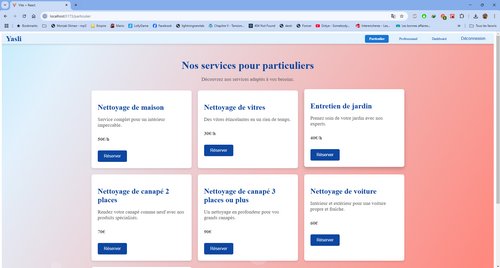 Vite + React
localhost:5173/particulier
Yasli
Particulier
Professionnel
Dashboard
Déconnexion
Nos services pour particuliers
Découvrez nos services adaptés à vos besoins.
Nettoyage de maison
Service complet pour un intérieur
impeccable.
50€/h
Réserver
Nettoyage de vitres
Des vitres étincelantes en un rien de temps.
30€/h
Réserver
Entretien de jardin
Prenez soin de votre jardin avec nos
experts.
40€/h
Réserver
Nettoyage de canapé 2
places
Rendez votre canapé comme neuf avec nos
produits spécialisés.
70€
Réserver
Nettoyage de canapé 3
places ou plus
Un nettoyage en profondeur pour vos
grands canapés.
90€
Réserver
Nettoyage de voiture
Intérieur et extérieur pour une voiture
propre et fraîche.
60€
Réserver